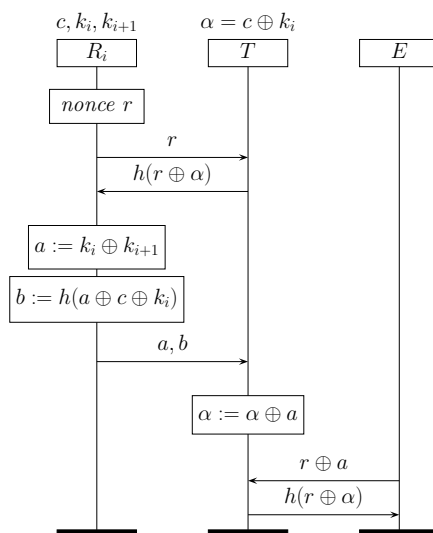 c, k_i, k_{i+1}
α = c ⊕ k_i
R_i
T
E
nonce r
r
h(r ⊕ α)
a := k_i ⊕ k_{i+1}
b := h(a ⊕ c ⊕ k_i)
a, b
α := α ⊕ a
r ⊕ a
h(r ⊕ α)